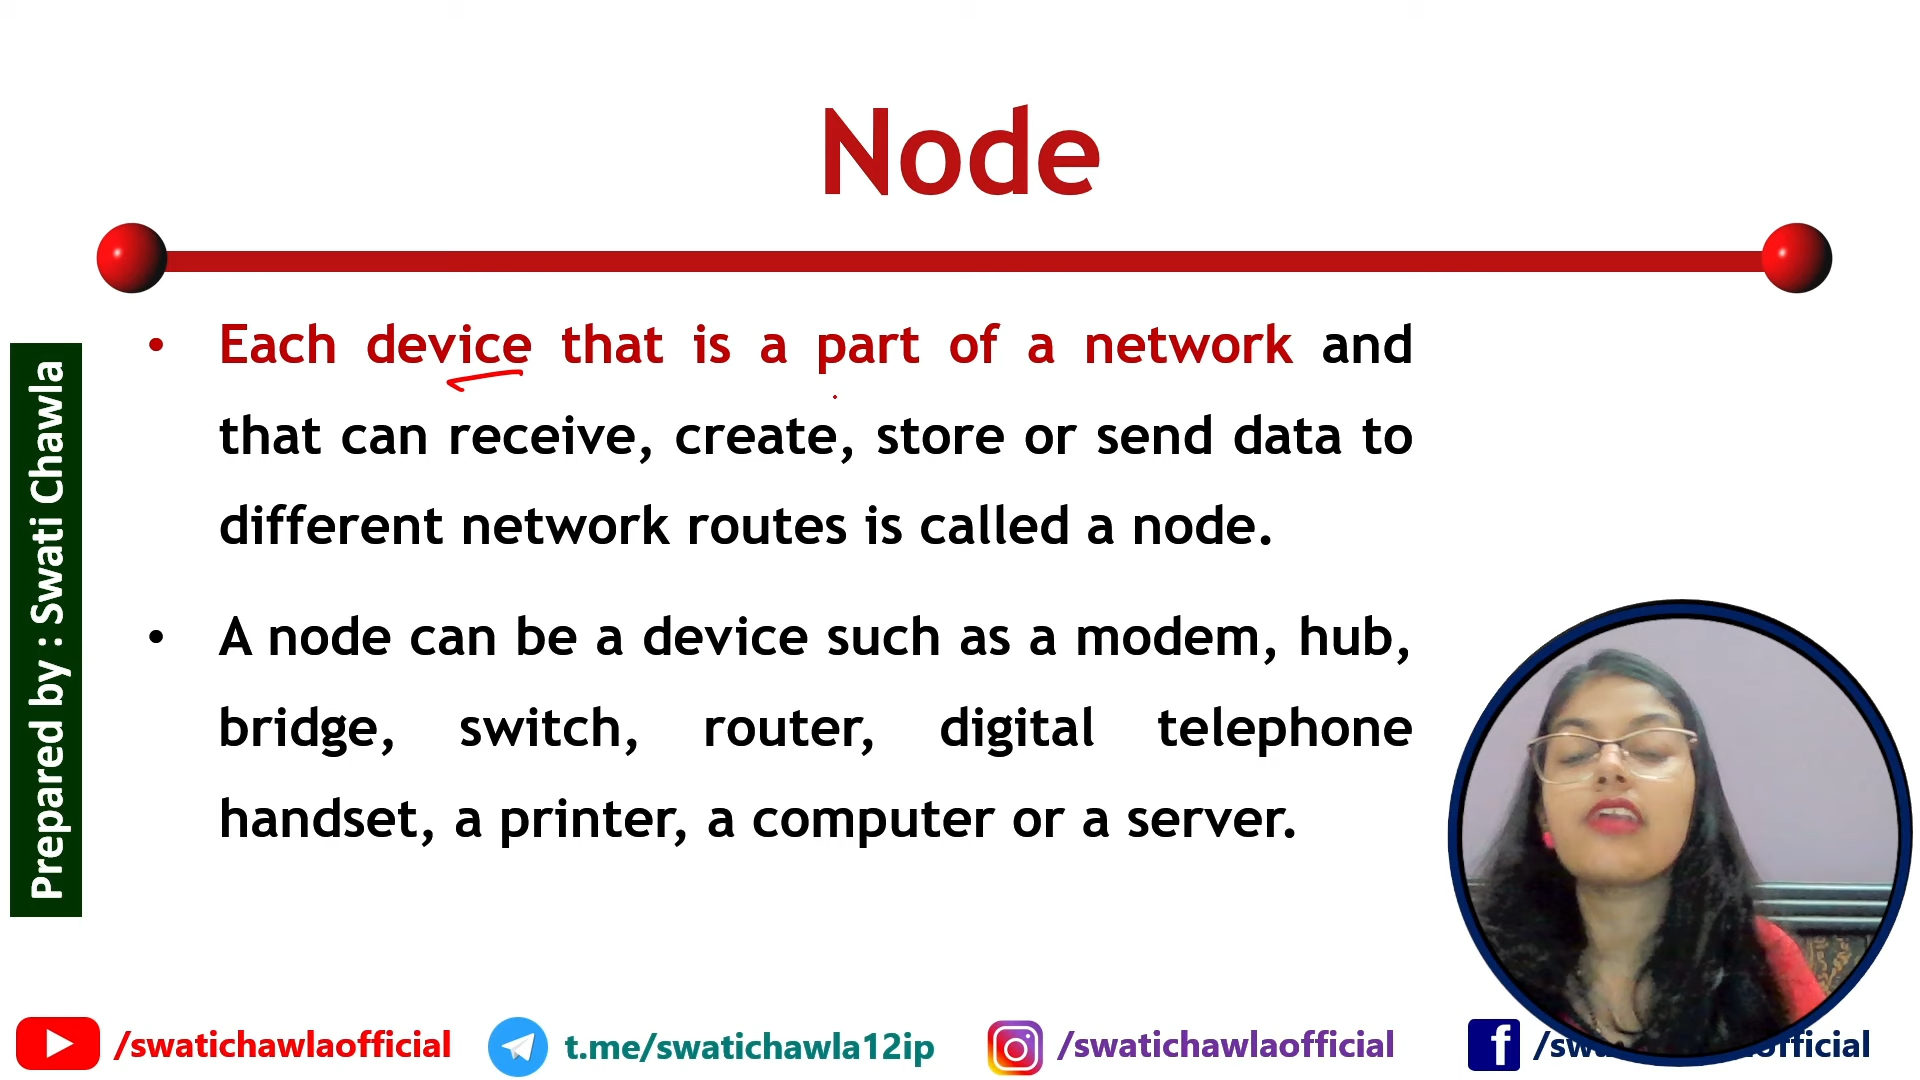 Node
• Each device that is a part of a network and
that can receive, create, store or send data to
different network routes is called a node.
• A node can be a device such as a modem, hub,
bridge, switch, router, digital telephone
handset, a printer, a computer or a server.
Prepared by : Swati Chawla
/swatichawlaofficial
t.me/swatichawla12ip
/swatichawlaofficial